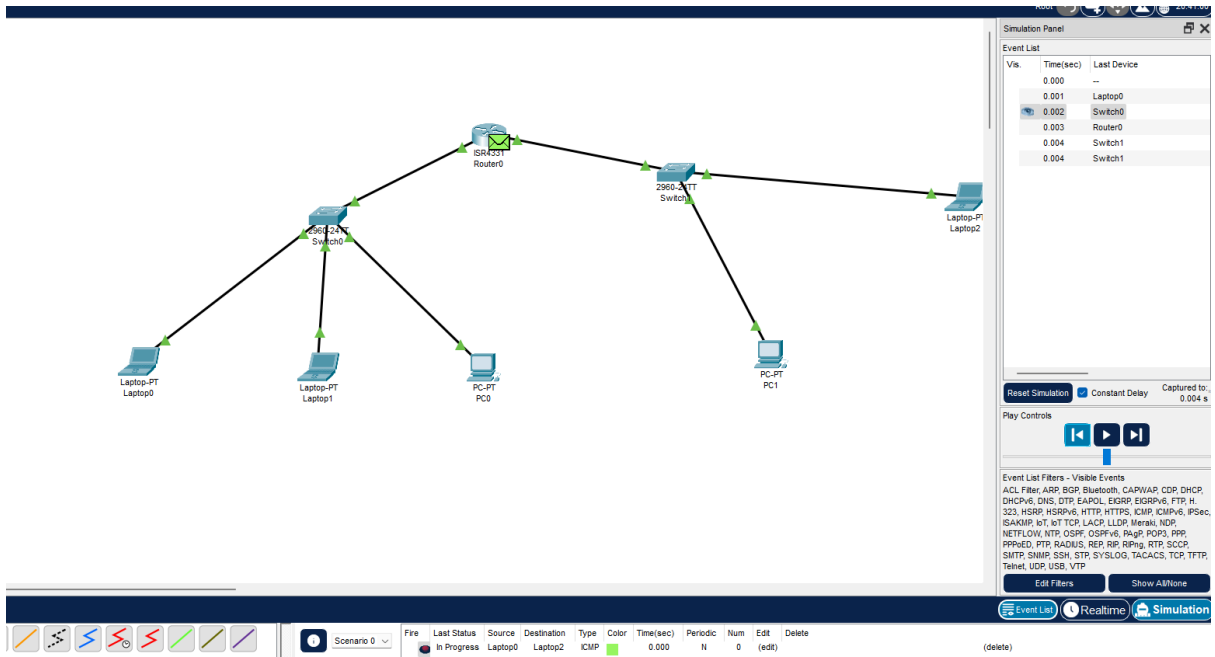 Root 20:41:00
Simulation Panel
Event List
Vis. Time(sec) Last Device
0.000 --
0.001 Laptop0
0.002 Switch0
0.003 Router0
0.004 Switch1
0.004 Switch1
ISR4331
Router0
2960-24TT
Switch1
Laptop-PT
Laptop2
2960-24TT
Switch0
PC-PT
PC1
Laptop-PT
Laptop0
Laptop-PT
Laptop1
PC-PT
PC0
Reset Simulation Constant Delay Captured to:
0.004 s
Play Controls
Event List Filters - Visible Events
ACL Filter, ARP, BGP, Bluetooth, CAPWAP, CDP, DHCP,
DHCPv6, DNS, DTP, EAPOL, EIGRP, EIGRPv6, FTP, H.
323, HSRP, HSRPv6, HTTP, HTTPS, ICMP, ICMPv6, IPSec,
ISAKMP, IoT, IoT TCP, LACP, LLDP, Meraki, NDP,
NETFLOW, NTP, OSPF, OSPFv6, PAgP, POP3, PPP,
PPPoED, PTP, RADIUS, REP, RIP, RIPng, RTP, SCCP,
SMTP, SNMP, SSH, STP, SYSLOG, TACACS, TCP, TFTP,
Telnet, UDP, USB, VTP
Edit Filters Show All/None
Event List Realtime Simulation
Scenario 0
Fire Last Status Source Destination Type Color Time(sec) Periodic Num Edit Delete
In Progress Laptop0 Laptop2 ICMP 0.000 N 0 (edit) (delete)